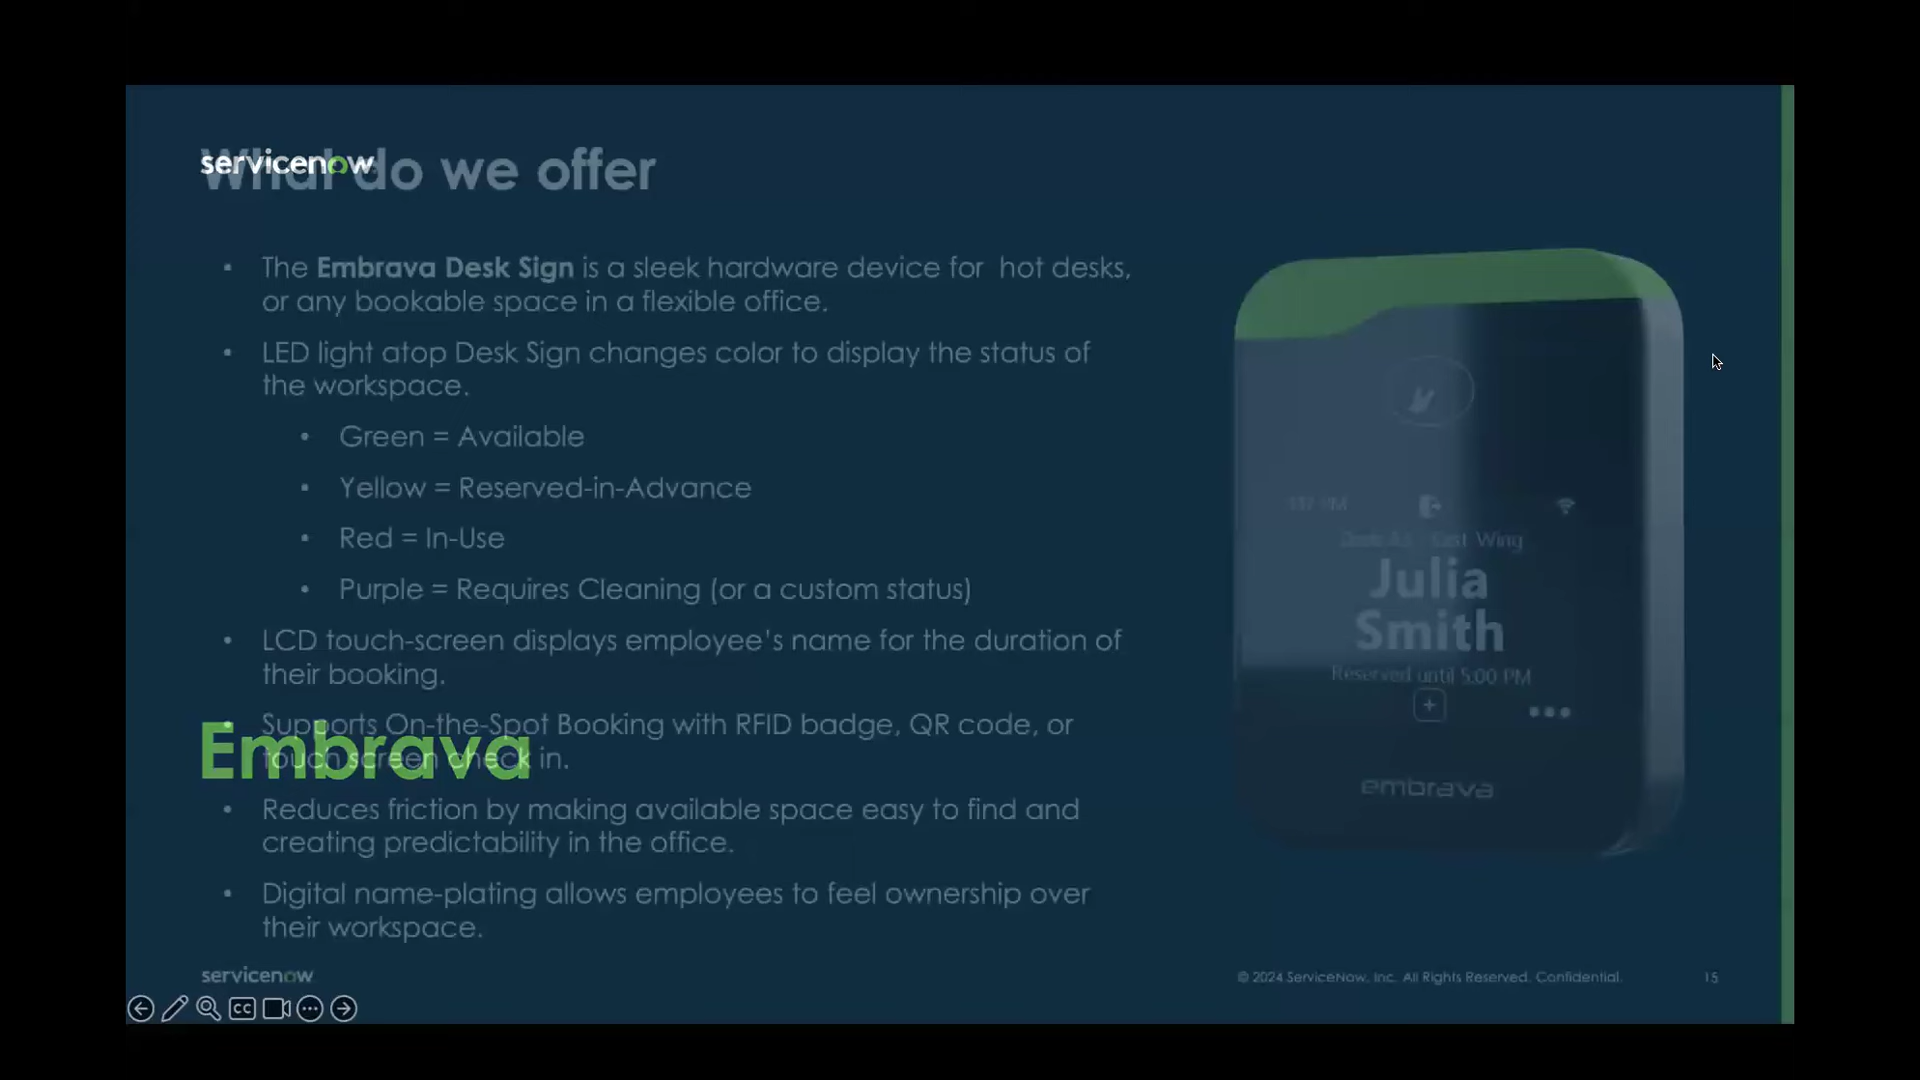 servicenow
What do we offer
• The Embrava Desk Sign is a sleek hardware device for hot desks,
or any bookable space in a flexible office.
• LED light atop Desk Sign changes color to display the status of
the workspace.
• Green = Available
• Yellow = Reserved-in-Advance
• Red = In-Use
• Purple = Requires Cleaning (or a custom status)
• LCD touch-screen displays employee's name for the duration of
their booking.
• Supports On-the-Spot Booking with RFID badge, QR code, or
touch screen check in.
Embrava
• Reduces friction by making available space easy to find and
creating predictability in the office.
• Digital name-plating allows employees to feel ownership over
their workspace.
PM
Desk Wing
Julia
Smith
Reserved until 5:00 PM
embrava
servicenow
© 2024 ServiceNow, Inc. All Rights Reserved. Confidential.
15
CC